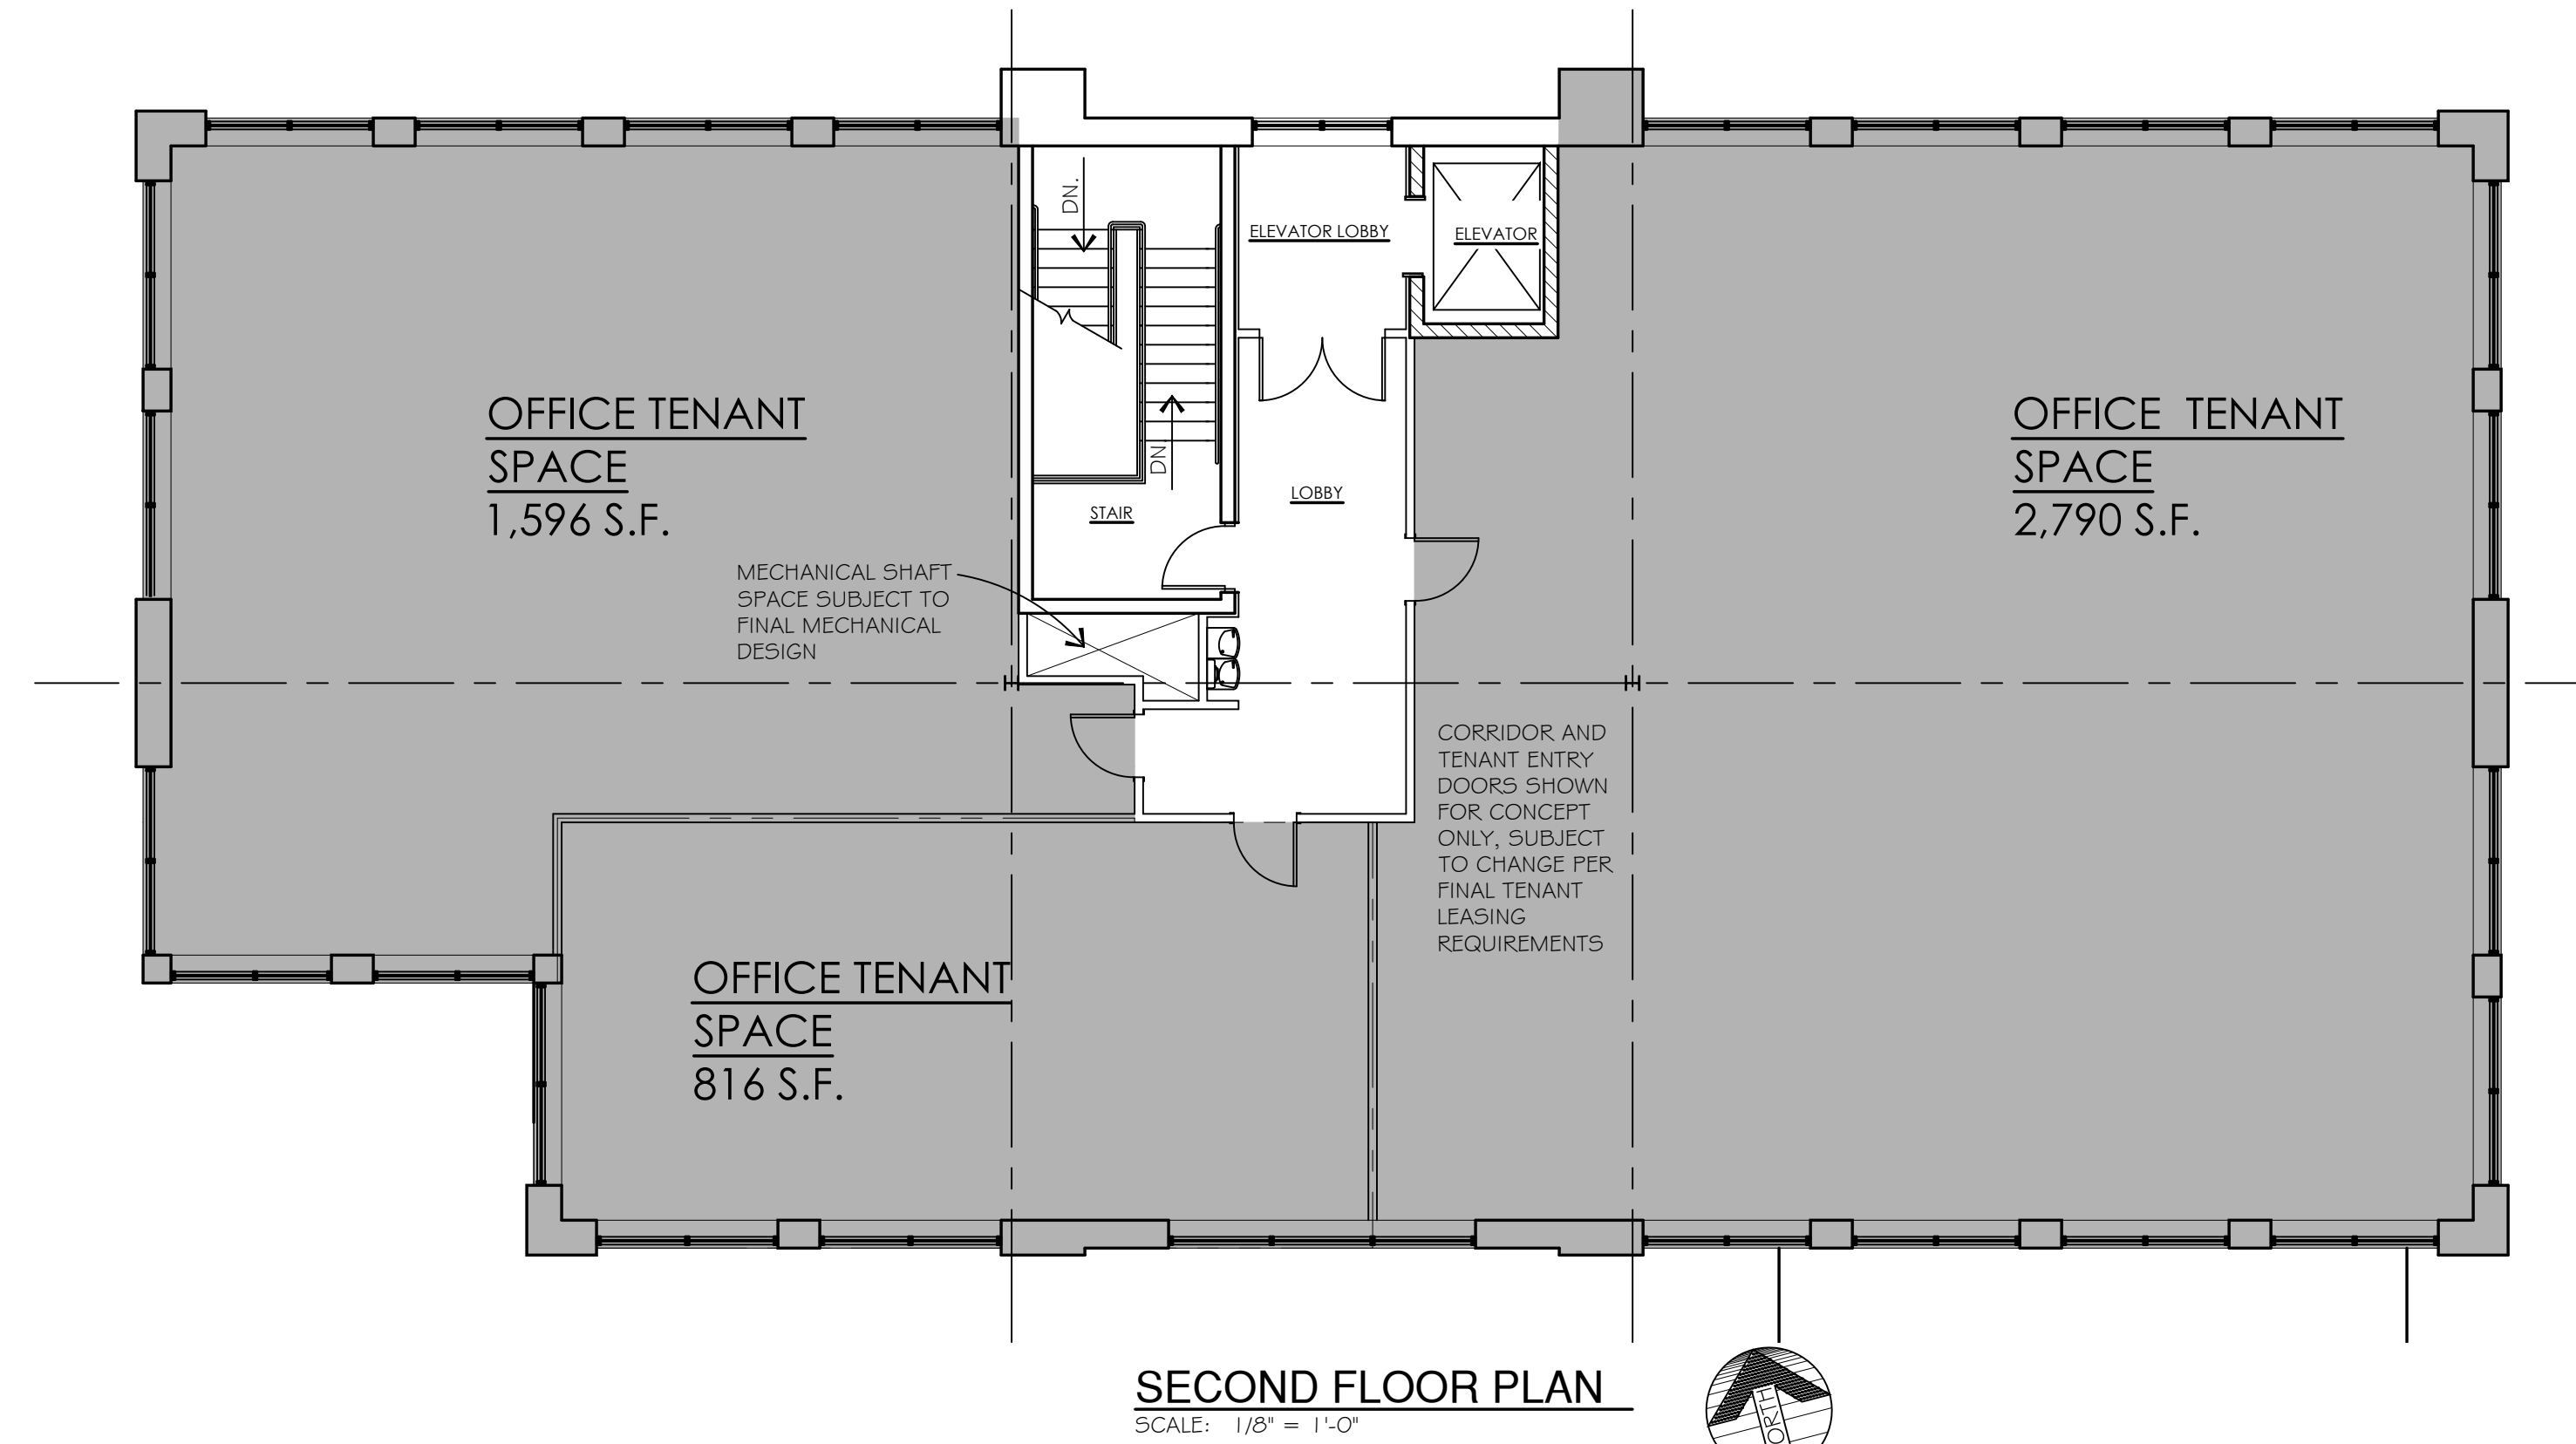 DN.
ELEVATOR LOBBY
ELEVATOR
OFFICE TENANT
SPACE
1,596 S.F.
OFFICE TENANT
SPACE
2,790 S.F.
DN
LOBBY
STAIR
MECHANICAL SHAFT
SPACE SUBJECT TO
FINAL MECHANICAL
DESIGN
CORRIDOR AND
TENANT ENTRY
DOORS SHOWN
FOR CONCEPT
ONLY, SUBJECT
TO CHANGE PER
FINAL TENANT
LEASING
REQUIREMENTS
OFFICE TENANT
SPACE
816 S.F.
SECOND FLOOR PLAN
SCALE: 1/8" = 1'-0"
ORTH